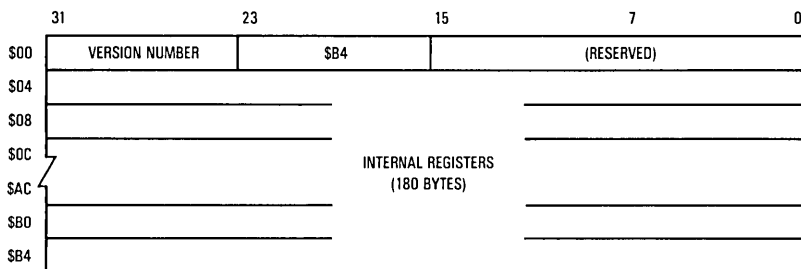 31 23 15 7 0
$00 VERSION NUMBER $B4 (RESERVED)
$04
$08
$0C
INTERNAL REGISTERS
(180 BYTES)
$AC
$B0
$B4